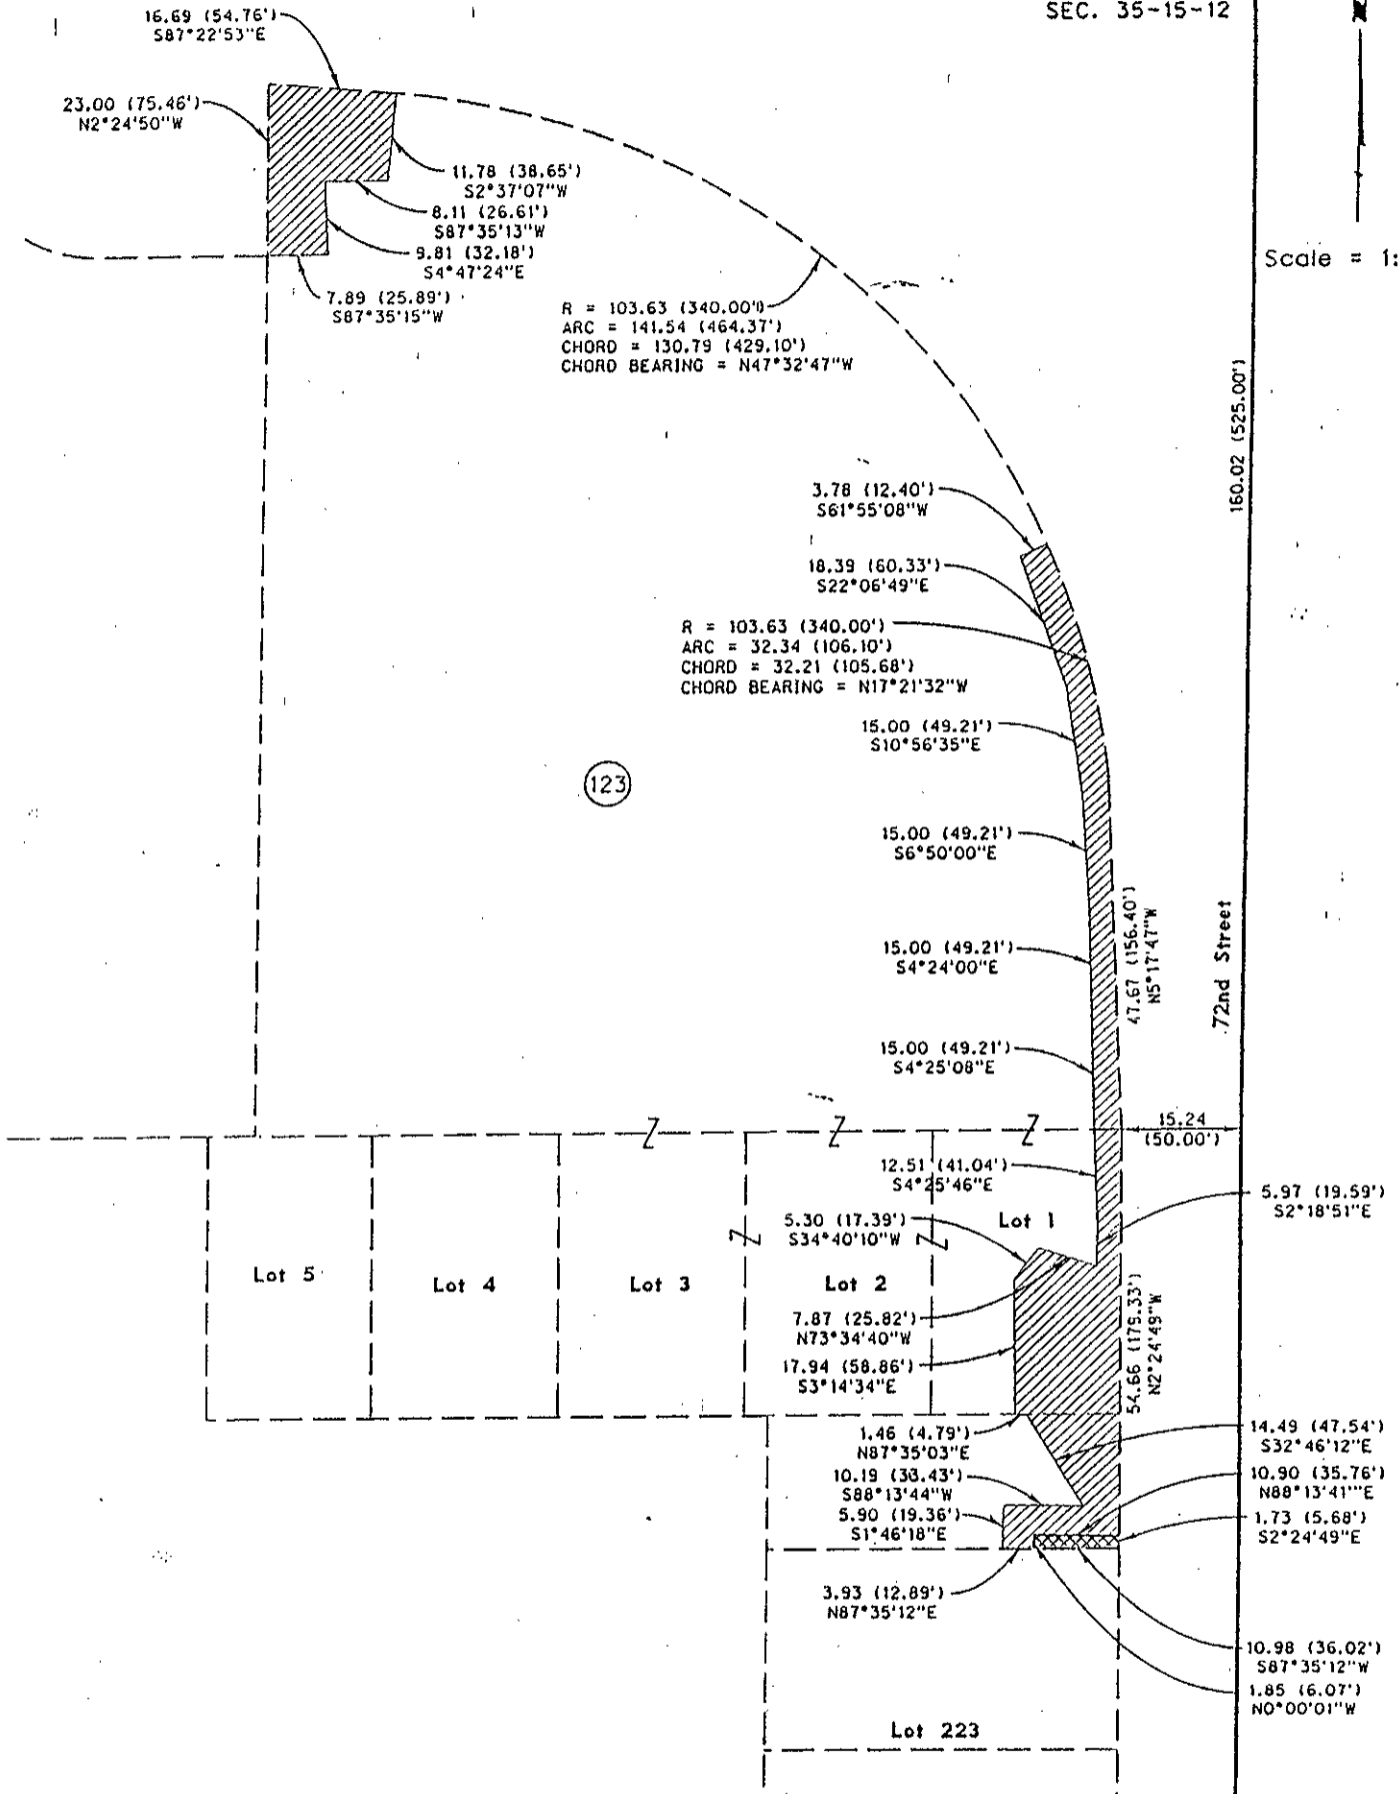 SEC. 35-15-12
16.69 (54.76')
S87°22'53"E
23.00 (75.46')
N2°24'50"W
11.78 (38.65')
S2°37'07"W
8.11 (26.61')
S87°35'13"W
9.81 (32.18')
S4°47'24"E
7.89 (25.89')
S87°35'15"W
Scale = 1:
R = 103.63 (340.00')
ARC = 141.54 (464.37')
CHORD = 130.79 (429.10')
CHORD BEARING = N47°32'47"W
160.02 (525.00')
3.78 (12.40')
S61°55'08"W
18.39 (60.33')
S22°06'49"E
R = 103.63 (340.00')
ARC = 32.34 (106.10')
CHORD = 32.21 (105.68')
CHORD BEARING = N17°21'32"W
15.00 (49.21')
S10°56'35"E
123
15.00 (49.21')
S6°50'00"E
47.67 (156.40')
N5°17'47"W
72nd Street
15.00 (49.21')
S4°24'00"E
15.00 (49.21')
S4°25'08"E
15.24
(50.00')
12.51 (41.04')
S4°25'46"E
5.97 (19.59')
S2°18'51"E
5.30 (17.39')
S34°40'10"W
Lot 1
Lot 5
Lot 4
Lot 3
Lot 2
7.87 (25.82')
N73°34'40"W
17.94 (58.86')
S3°14'34"E
54.66 (179.33')
N2°24'49"W
1.46 (4.79')
N87°35'03"E
14.49 (47.54')
S32°46'12"E
10.19 (33.43')
S88°13'44"W
10.90 (35.76')
N88°13'41"E
5.90 (19.36')
S1°46'18"E
1.73 (5.68')
S2°24'49"E
3.93 (12.89')
N87°35'12"E
10.98 (36.02')
S87°35'12"W
1.85 (6.07')
N0°00'01"W
Lot 223